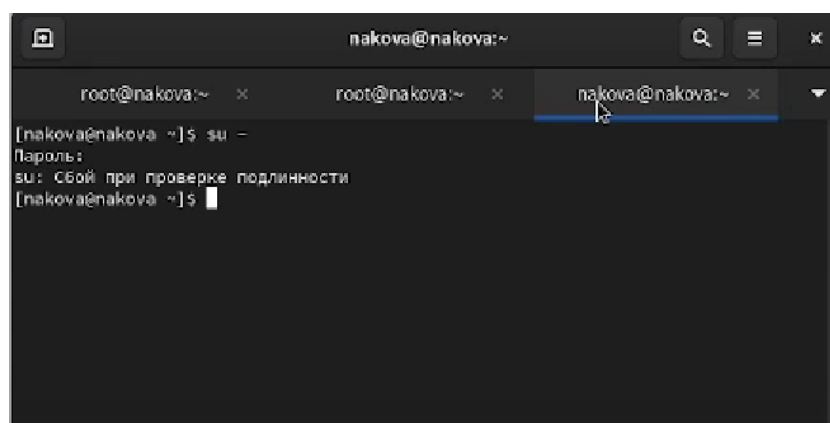 nakova@nakova:~
root@nakova:~ root@nakova:~ nakova@nakova:~
[nakova@nakova ~]$ su -
Пароль:
su: Сбой при проверке подлинности
[nakova@nakova ~]$